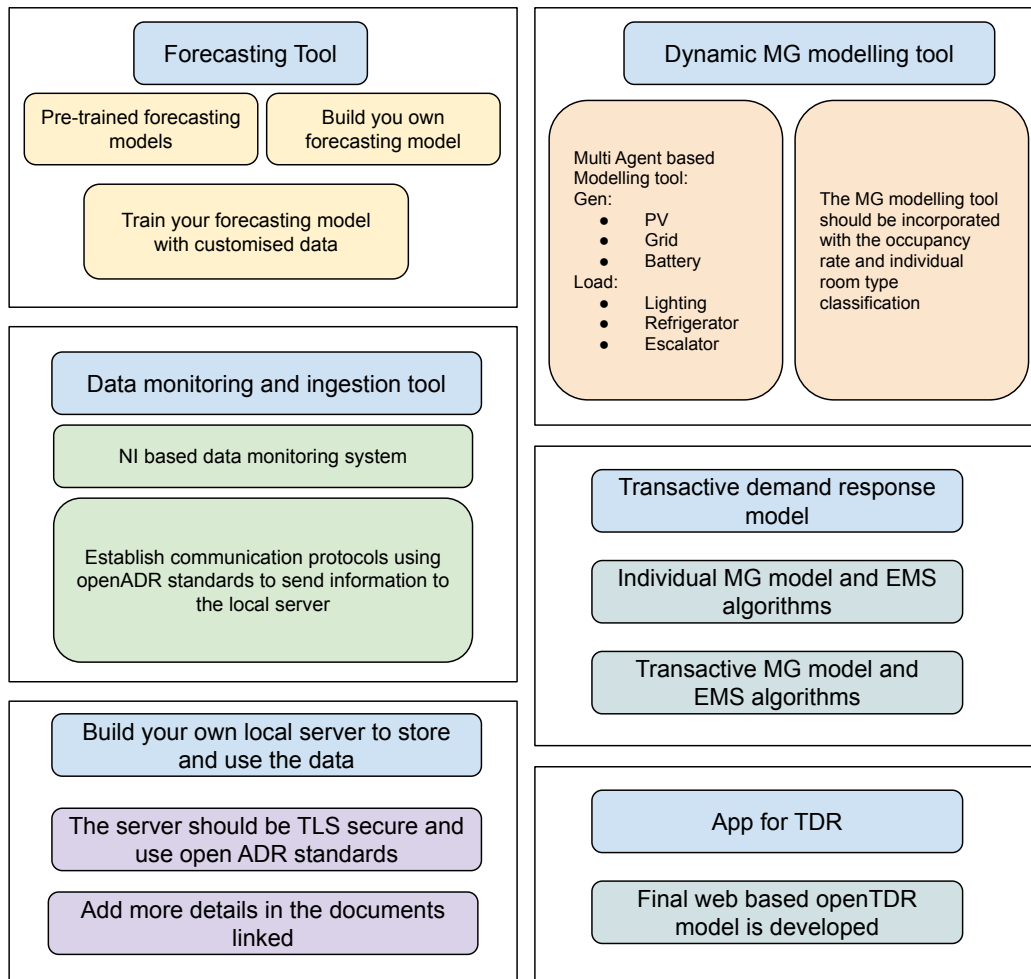 Forecasting Tool
Pre-trained forecasting
models
Build you own
forecasting model
Train your forecasting model
with customised data
Data monitoring and ingestion tool
NI based data monitoring system
Establish communication protocols using
openADR standards to send information to
the local server
Build your own local server to store
and use the data
The server should be TLS secure and
use open ADR standards
Add more details in the documents
linked
Dynamic MG modelling tool
Multi Agent based
Modelling tool:
Gen:
● PV
● Grid
● Battery
Load:
● Lighting
● Refrigerator
● Escalator
The MG modelling tool
should be incorporated
with the occupancy
rate and individual
room type
classification
Transactive demand response
model
Individual MG model and EMS
algorithms
Transactive MG model and
EMS algorithms
App for TDR
Final web based openTDR
model is developed